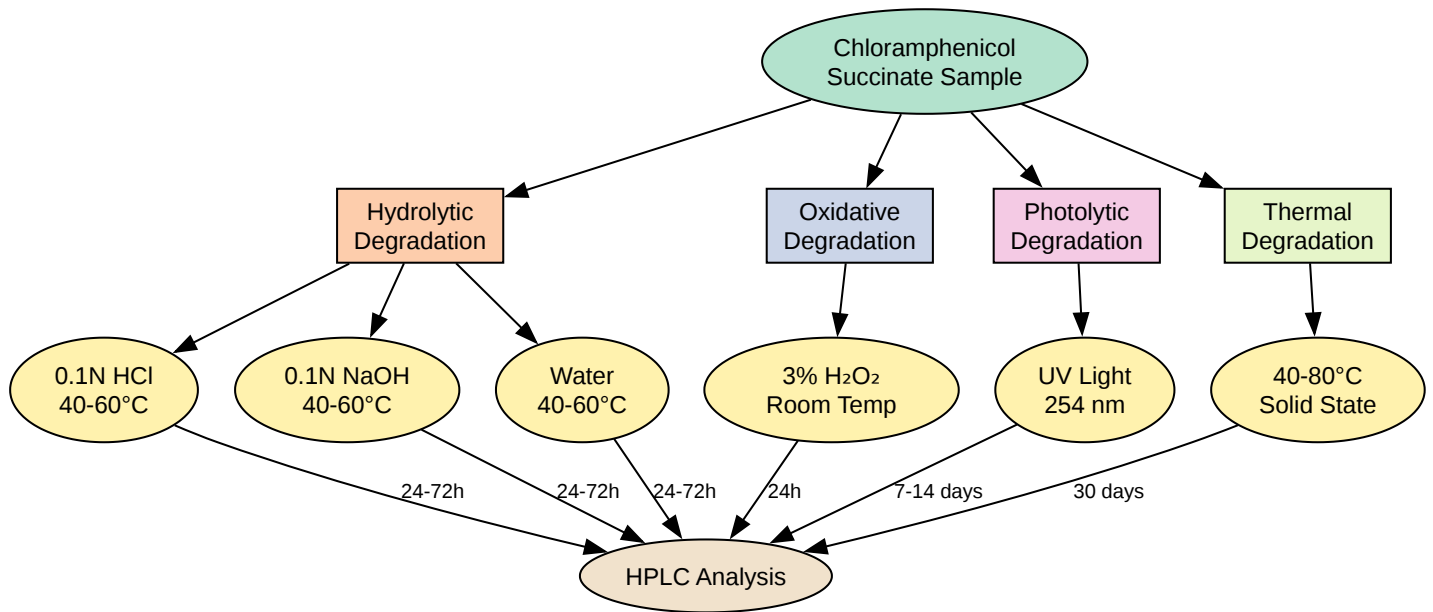 Chloramphenicol
Succinate Sample
Hydrolytic
Degradation
Oxidative
Degradation
Photolytic
Degradation
Thermal
Degradation
0.1N HCl
40-60°C
0.1N NaOH
40-60°C
Water
40-60°C
3% H₂O₂
Room Temp
UV Light
254 nm
40-80°C
Solid State
24-72h
24-72h
24-72h
24h
7-14 days
30 days
HPLC Analysis